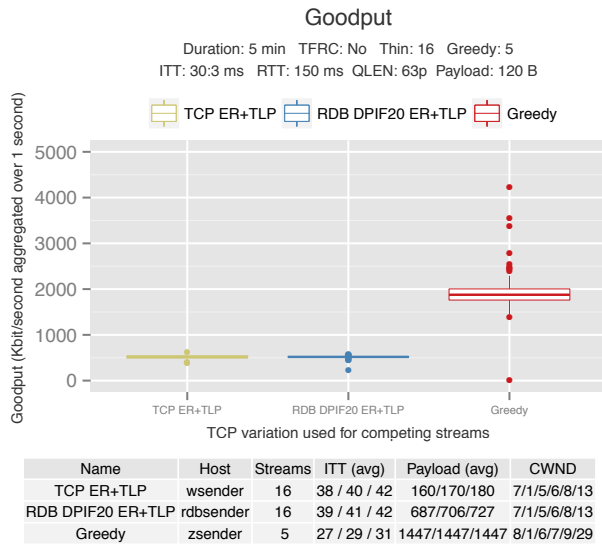 Goodput
Duration: 5 min TFRC: No Thin: 16 Greedy: 5
ITT: 30:3 ms RTT: 150 ms QLEN: 63p Payload: 120 B
TCP ER+TLP RDB DPIF20 ER+TLP Greedy
Goodput (Kbit/second aggregated over 1 second)
5000
4000
3000
2000
1000
0
TCP ER+TLP RDB DPIF20 ER+TLP Greedy
TCP variation used for competing streams
Name Host Streams ITT (avg) Payload (avg) CWND
TCP ER+TLP wsender 16 38 / 40 / 42 160/170/180 7/1/5/6/8/13
RDB DPIF20 ER+TLP rdbsender 16 39 / 41 / 42 687/706/727 7/1/5/6/8/13
Greedy zsender 5 27 / 29 / 31 1447/1447/1447 8/1/6/7/9/29